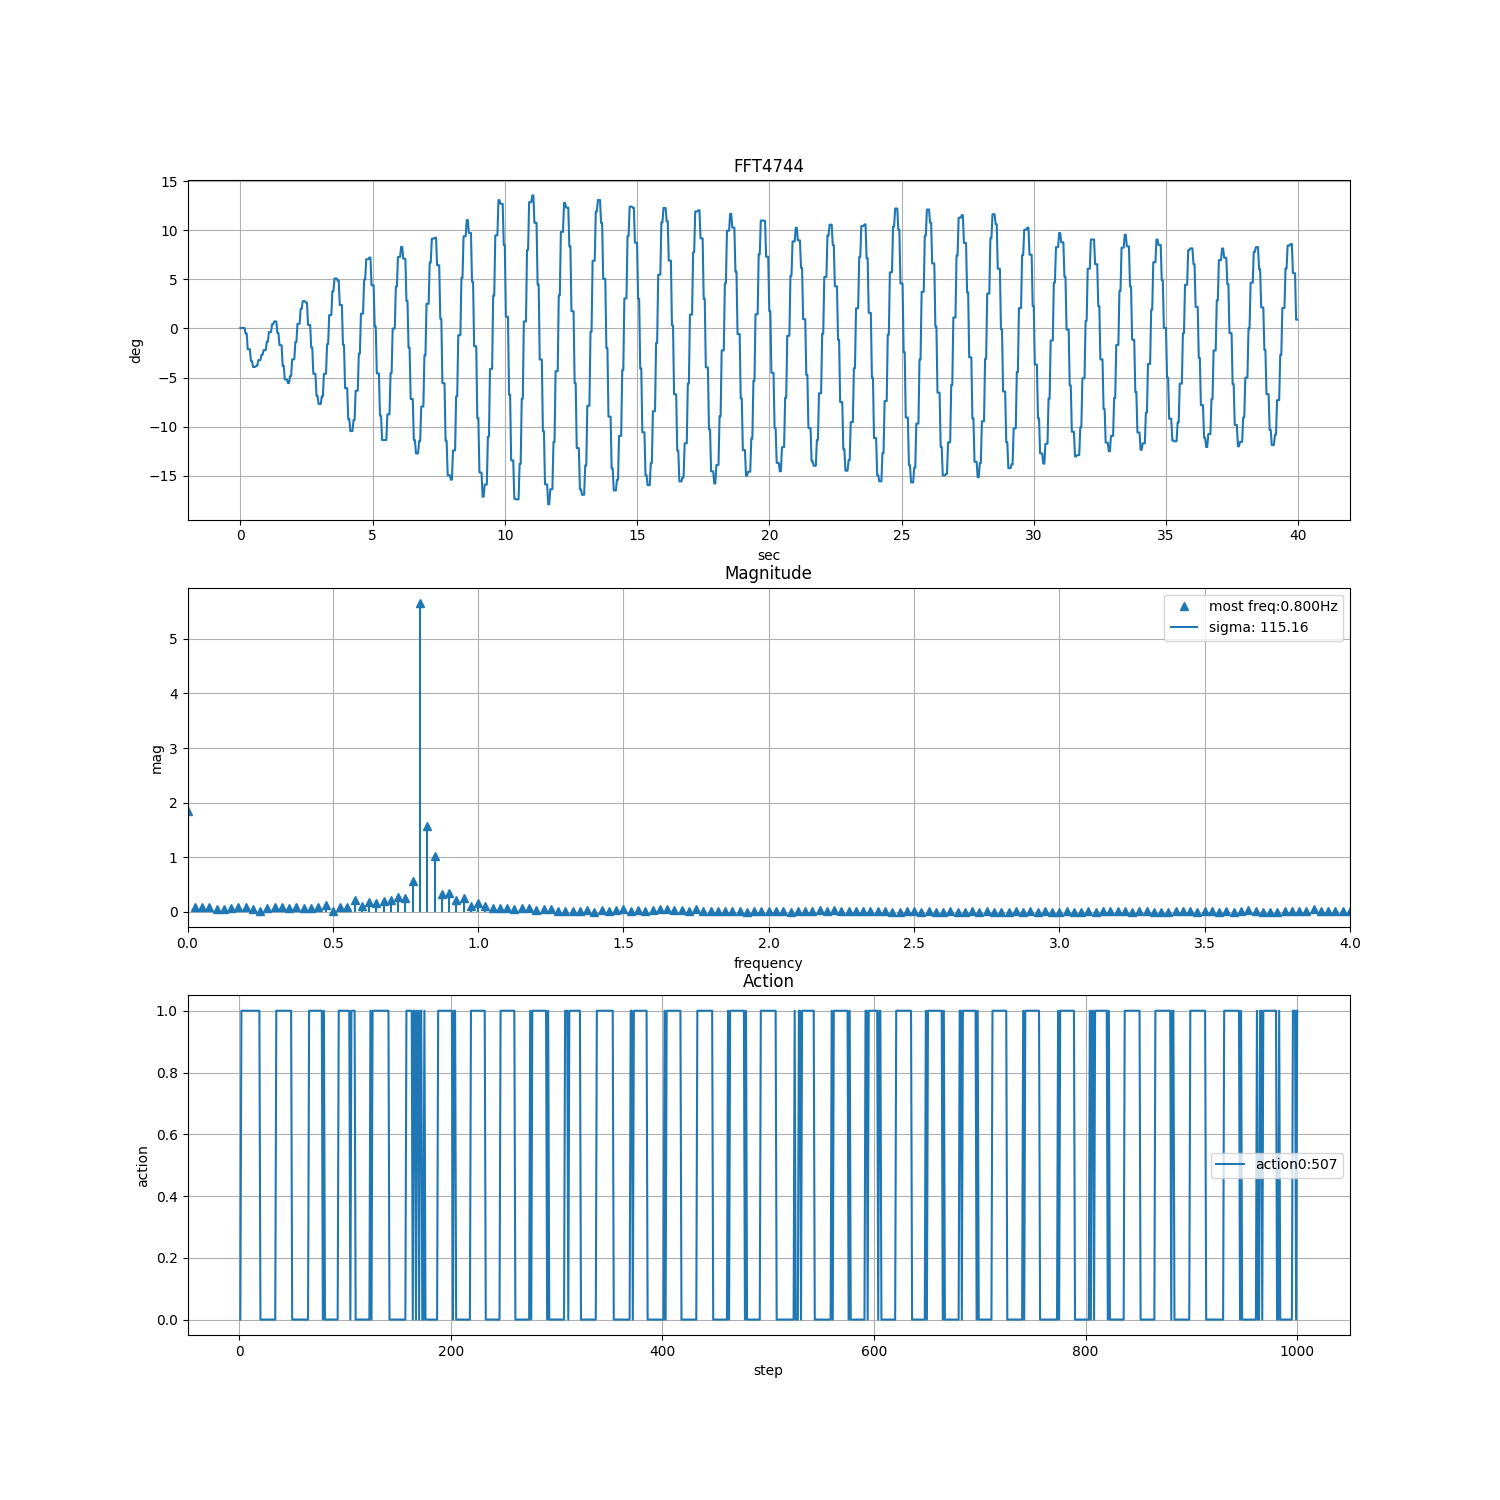 FFT4744
15
10
5
0
−5
−10
−15
deg
0 5 10 15 20 25 30 35 40
sec
Magnitude
most freq:0.800Hz
sigma: 115.16
5
4
3
2
1
0
mag
0.0 0.5 1.0 1.5 2.0 2.5 3.0 3.5 4.0
frequency
Action
1.0
0.8
0.6
0.4
0.2
0.0
action
action0:507
0 200 400 600 800 1000
step